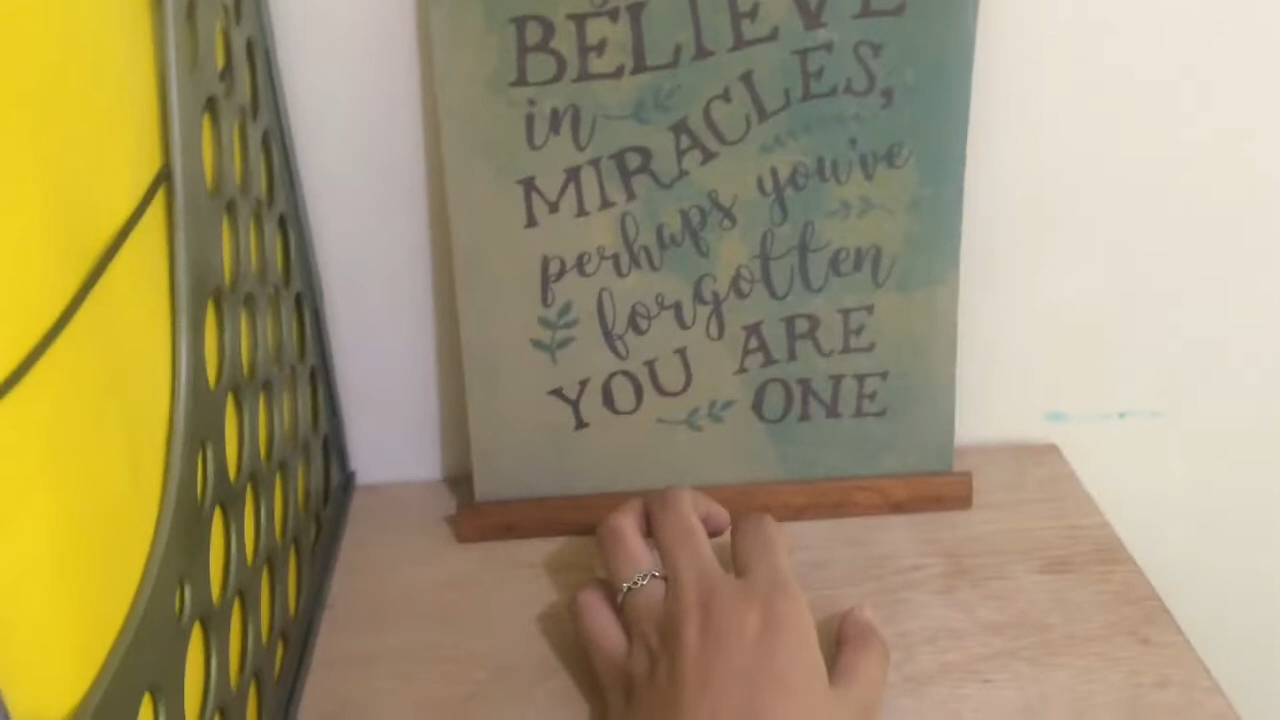 BELIEVE
in
MIRACLES,
perhaps you've
forgotten
YOU ARE
ONE